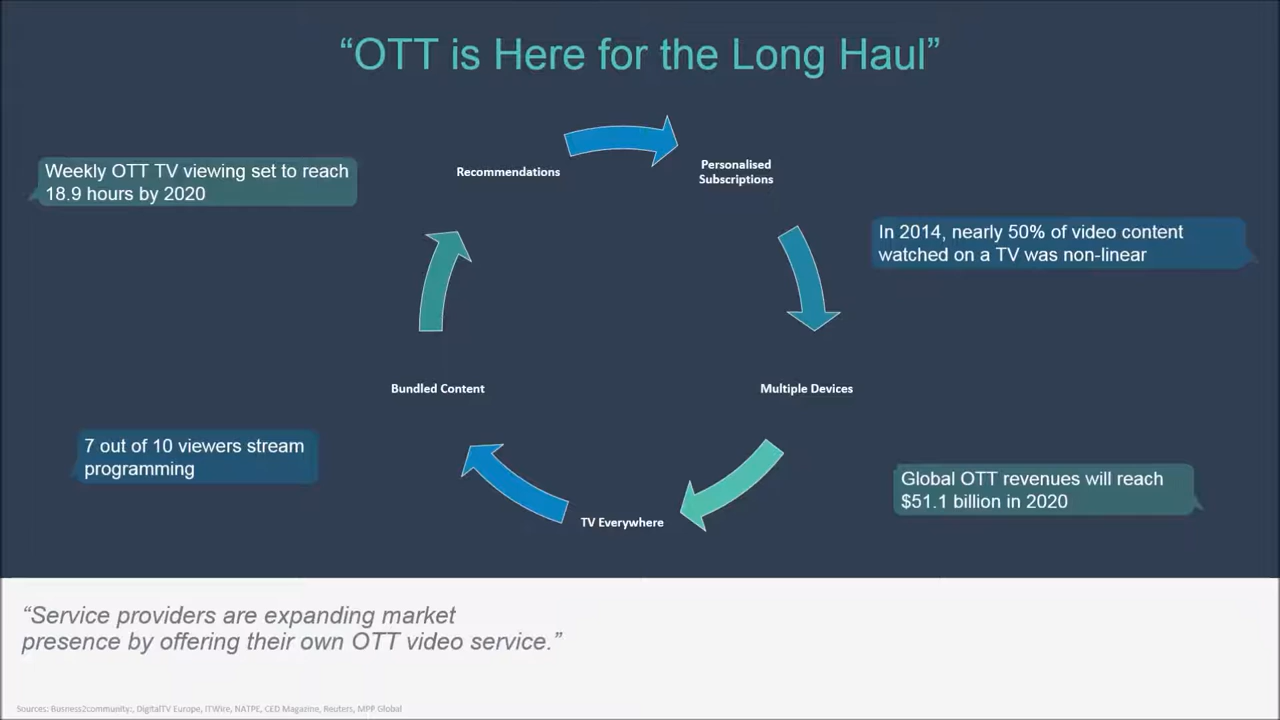 “OTT is Here for the Long Haul”
Weekly OTT TV viewing set to reach
18.9 hours by 2020
Recommendations
Personalised
Subscriptions
In 2014, nearly 50% of video content
watched on a TV was non-linear
Bundled Content
Multiple Devices
7 out of 10 viewers stream
programming
Global OTT revenues will reach
$51.1 billion in 2020
TV Everywhere
“Service providers are expanding market
presence by offering their own OTT video service.”
Sources: Busness2community:, DigitalTV Europe, ITWire, NATPE, CED Magazine, Reuters, MPP Global